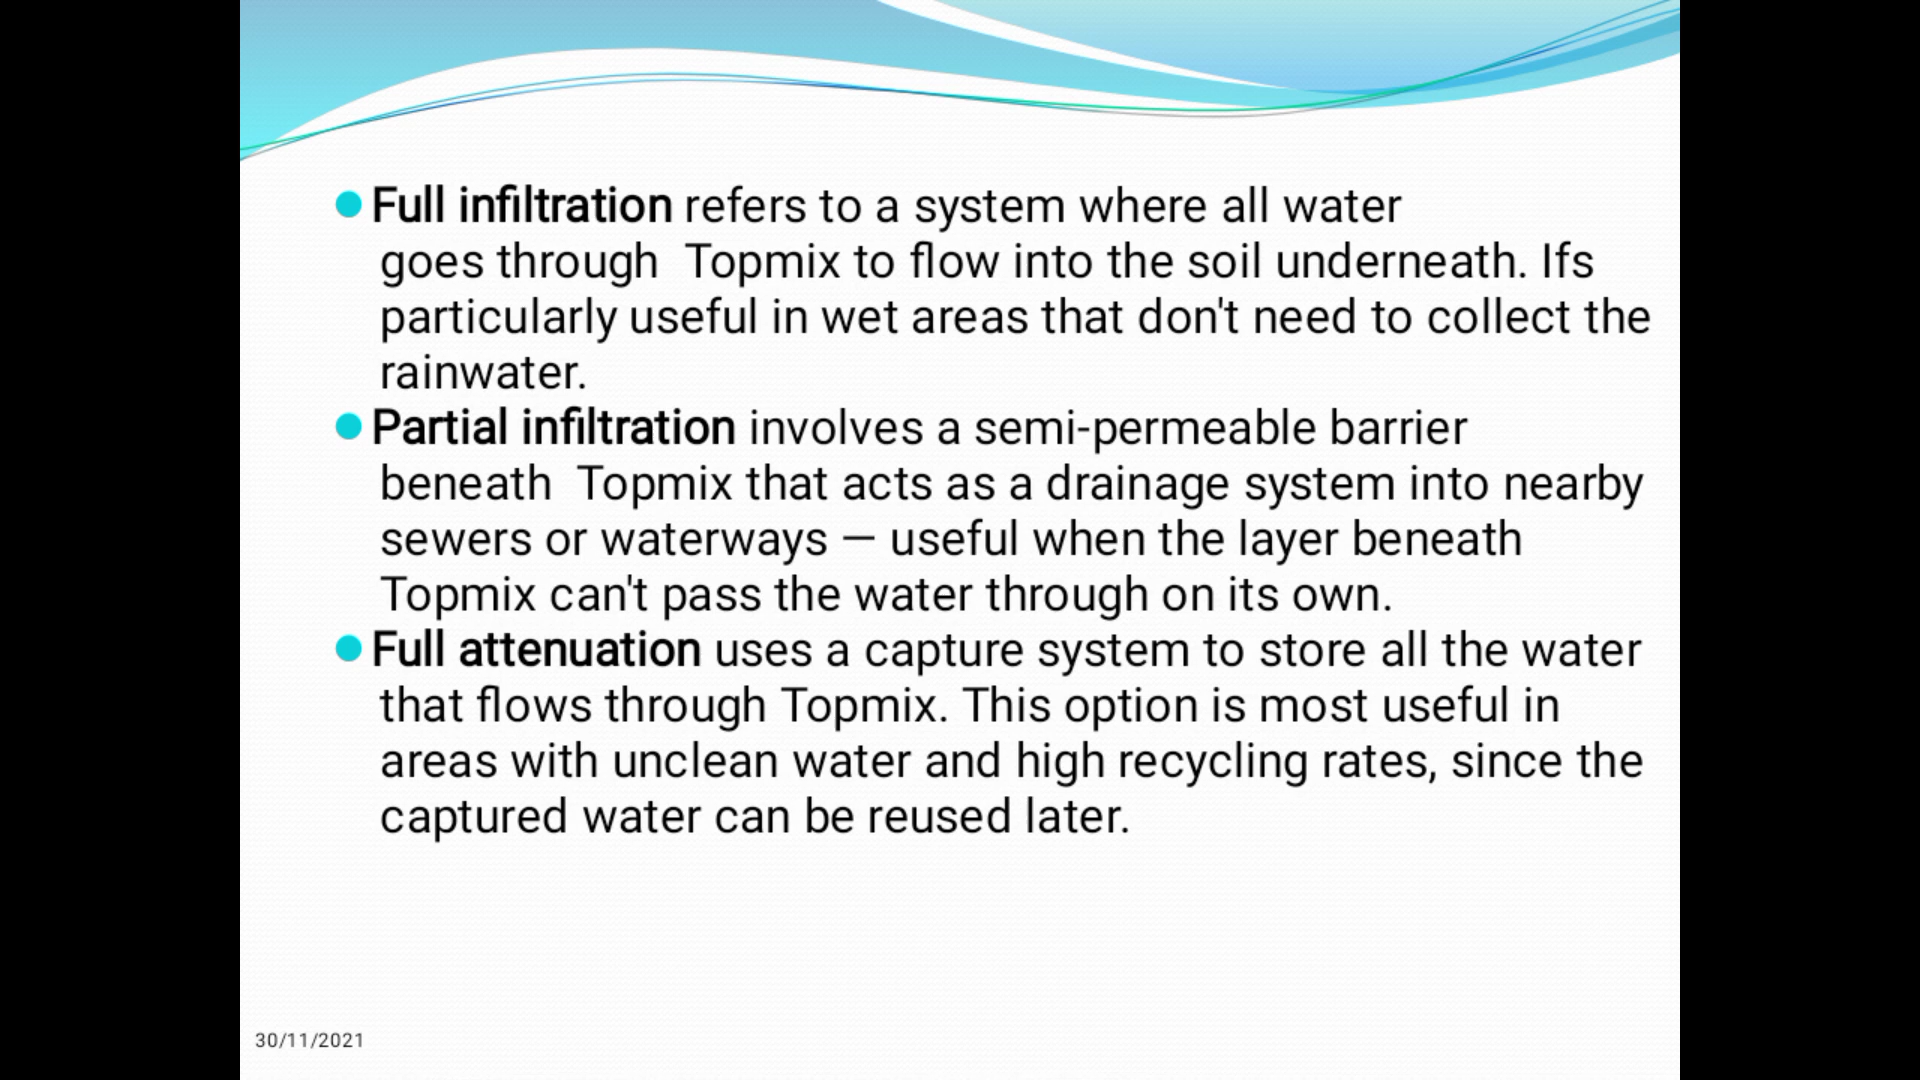 Full infiltration refers to a system where all water
goes through  Topmix to flow into the soil underneath. Ifs
particularly useful in wet areas that don't need to collect the
rainwater.
Partial infiltration involves a semi-permeable barrier
beneath  Topmix that acts as a drainage system into nearby
sewers or waterways — useful when the layer beneath
Topmix can't pass the water through on its own.
Full attenuation uses a capture system to store all the water
that flows through Topmix. This option is most useful in
areas with unclean water and high recycling rates, since the
captured water can be reused later.
30/11/2021